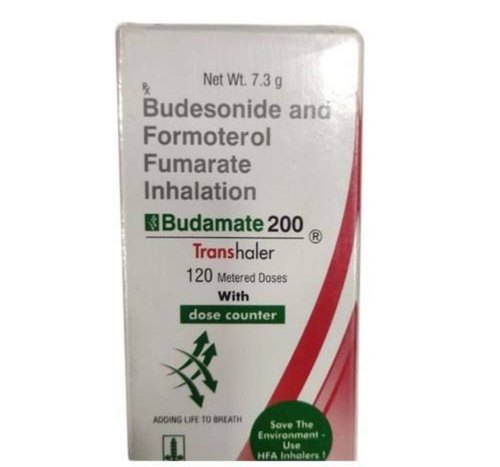 Rx
Net Wt. 7.3 g
Budesonide and
Formoterol
Fumarate
Inhalation
Budamate 200 ®
Transhaler
120 Metered Doses
With
dose counter
ADDING LIFE TO BREATH
Save The
Environment -
Use
HFA Inhalers !